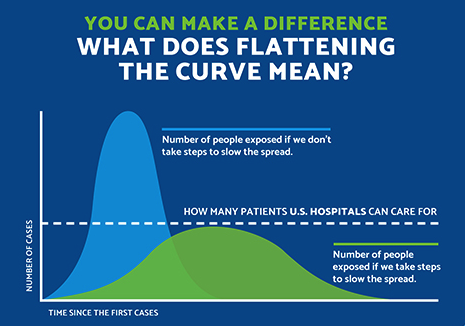 YOU CAN MAKE A DIFFERENCE
WHAT DOES FLATTENING
THE CURVE MEAN?
Number of people exposed if we don't
take steps to slow the spread.
HOW MANY PATIENTS U.S. HOSPITALS CAN CARE FOR
Number of people
exposed if we take steps
to slow the spread.
NUMBER OF CASES
TIME SINCE THE FIRST CASES